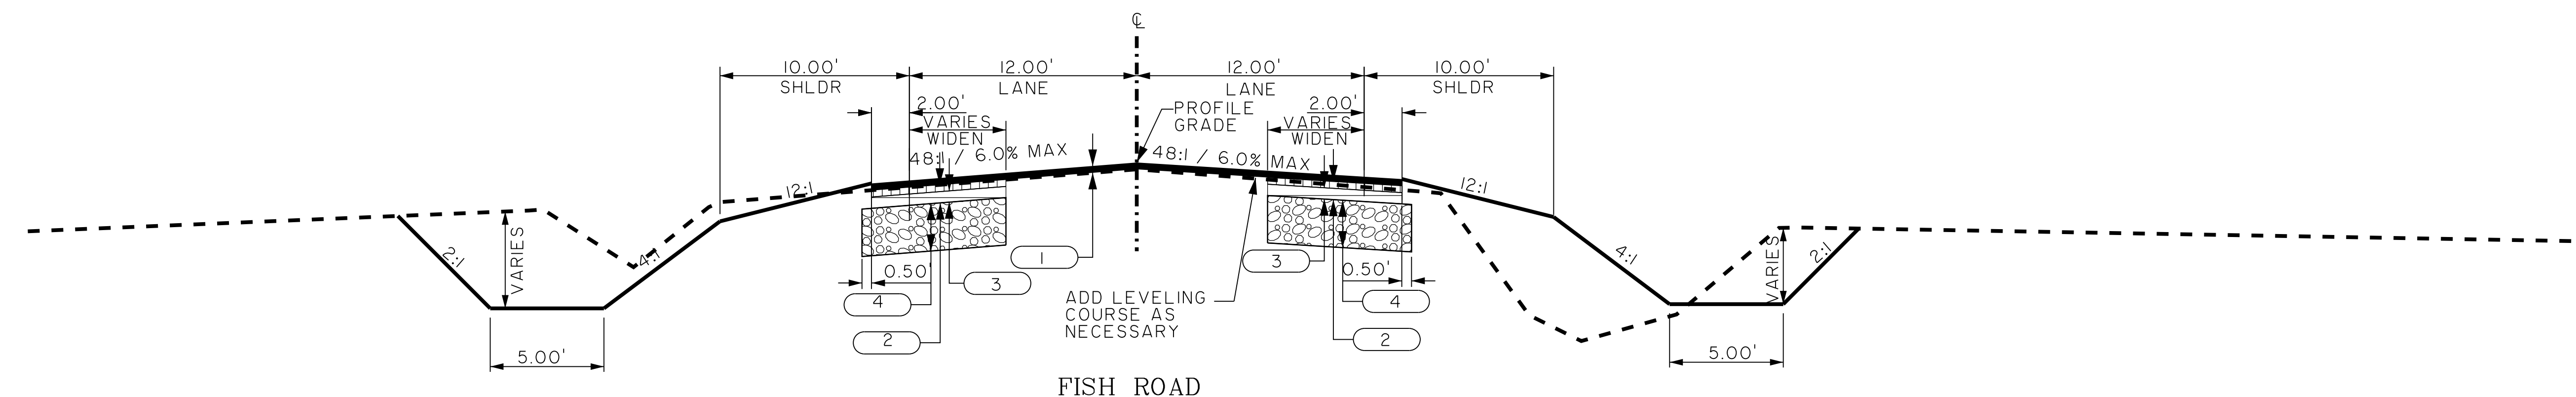 ℄
10.00' 12.00' 12.00' 10.00'
SHLDR LANE LANE SHLDR
2.00' 2.00'
PROFILE
GRADE
VARIES VARIES
WIDEN WIDEN
48:1 / 6.0% MAX 48:1 / 6.0% MAX
12:1 12:1
2:1 VARIES 4:1 4:1 VARIES 2:1
1
0.50' 3 3 0.50'
4 4
ADD LEVELING
COURSE AS
NECESSARY
2 2
5.00' 5.00'
FISH ROAD